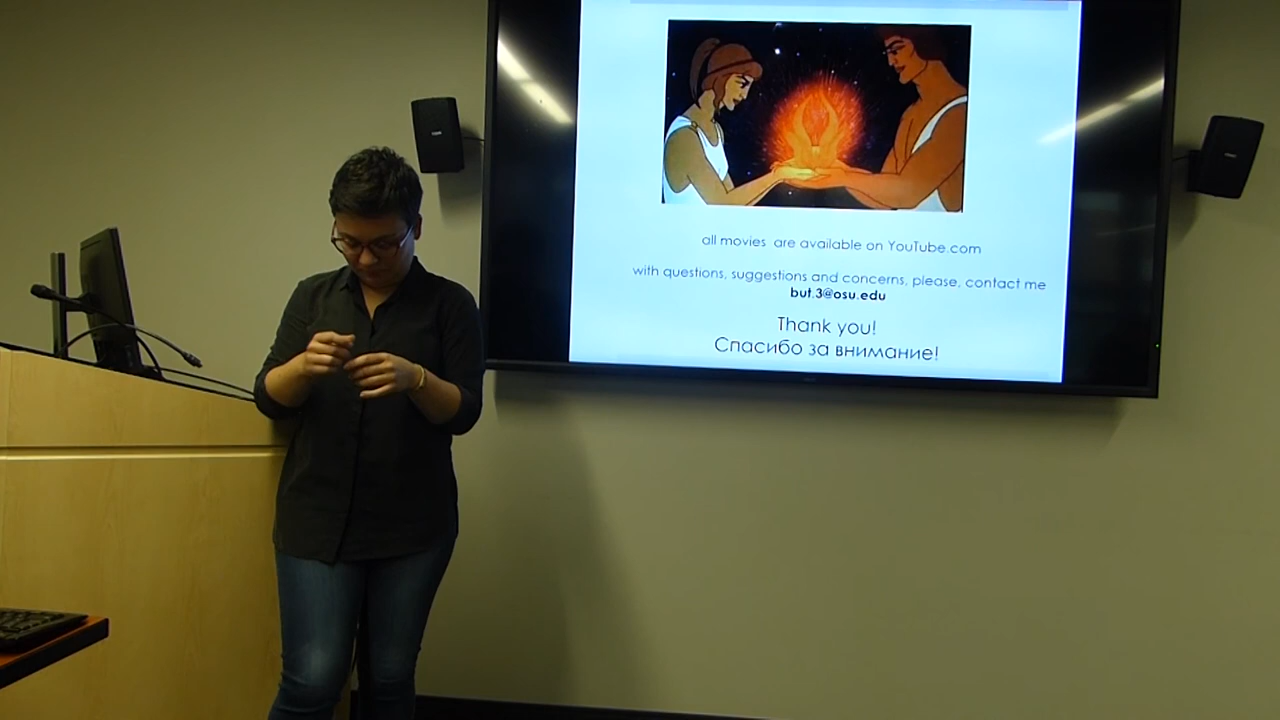 all movies are available on YouTube.com
with questions, suggestions and concerns, please, contact me
but.3@osu.edu
Thank you!
Спасибо за внимание!